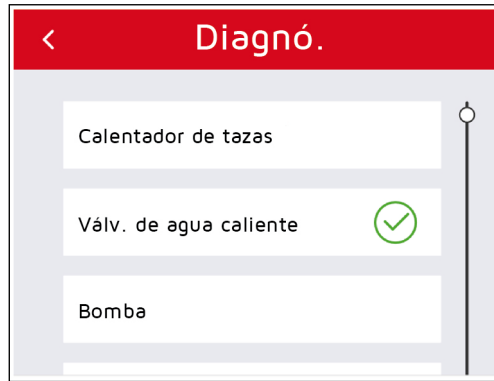 Diagnó.
Calentador de tazas
Válv. de agua caliente
Bomba